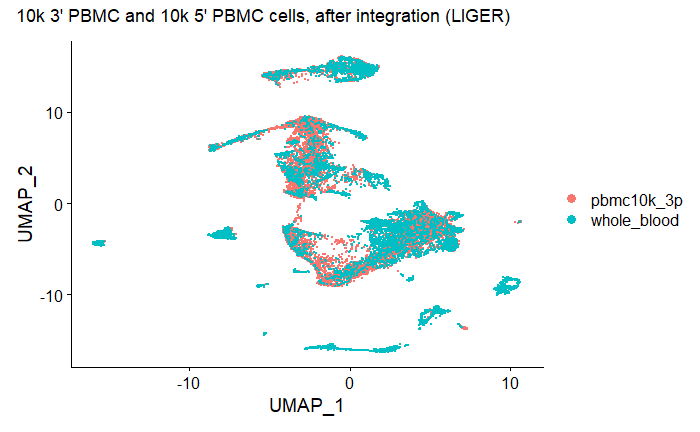 10k 3' PBMC and 10k 5' PBMC cells, after integration (LIGER)
10
0
-10
UMAP_2
-10
0
10
UMAP_1
pbmc10k_3p
whole_blood